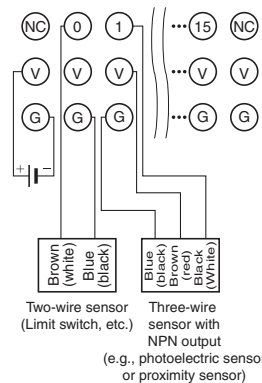 NC 0 1 ••• 15 NC
V V V ••• V V
G G G ••• G G
+ −
Brown
(white)
Blue
(black)
Blue
(black)
Brown
(red)
Black
(White)
Two-wire sensor
(Limit switch, etc.)
Three-wire
sensor with
NPN output
(e.g., photoelectric senso
or proximity sensor)